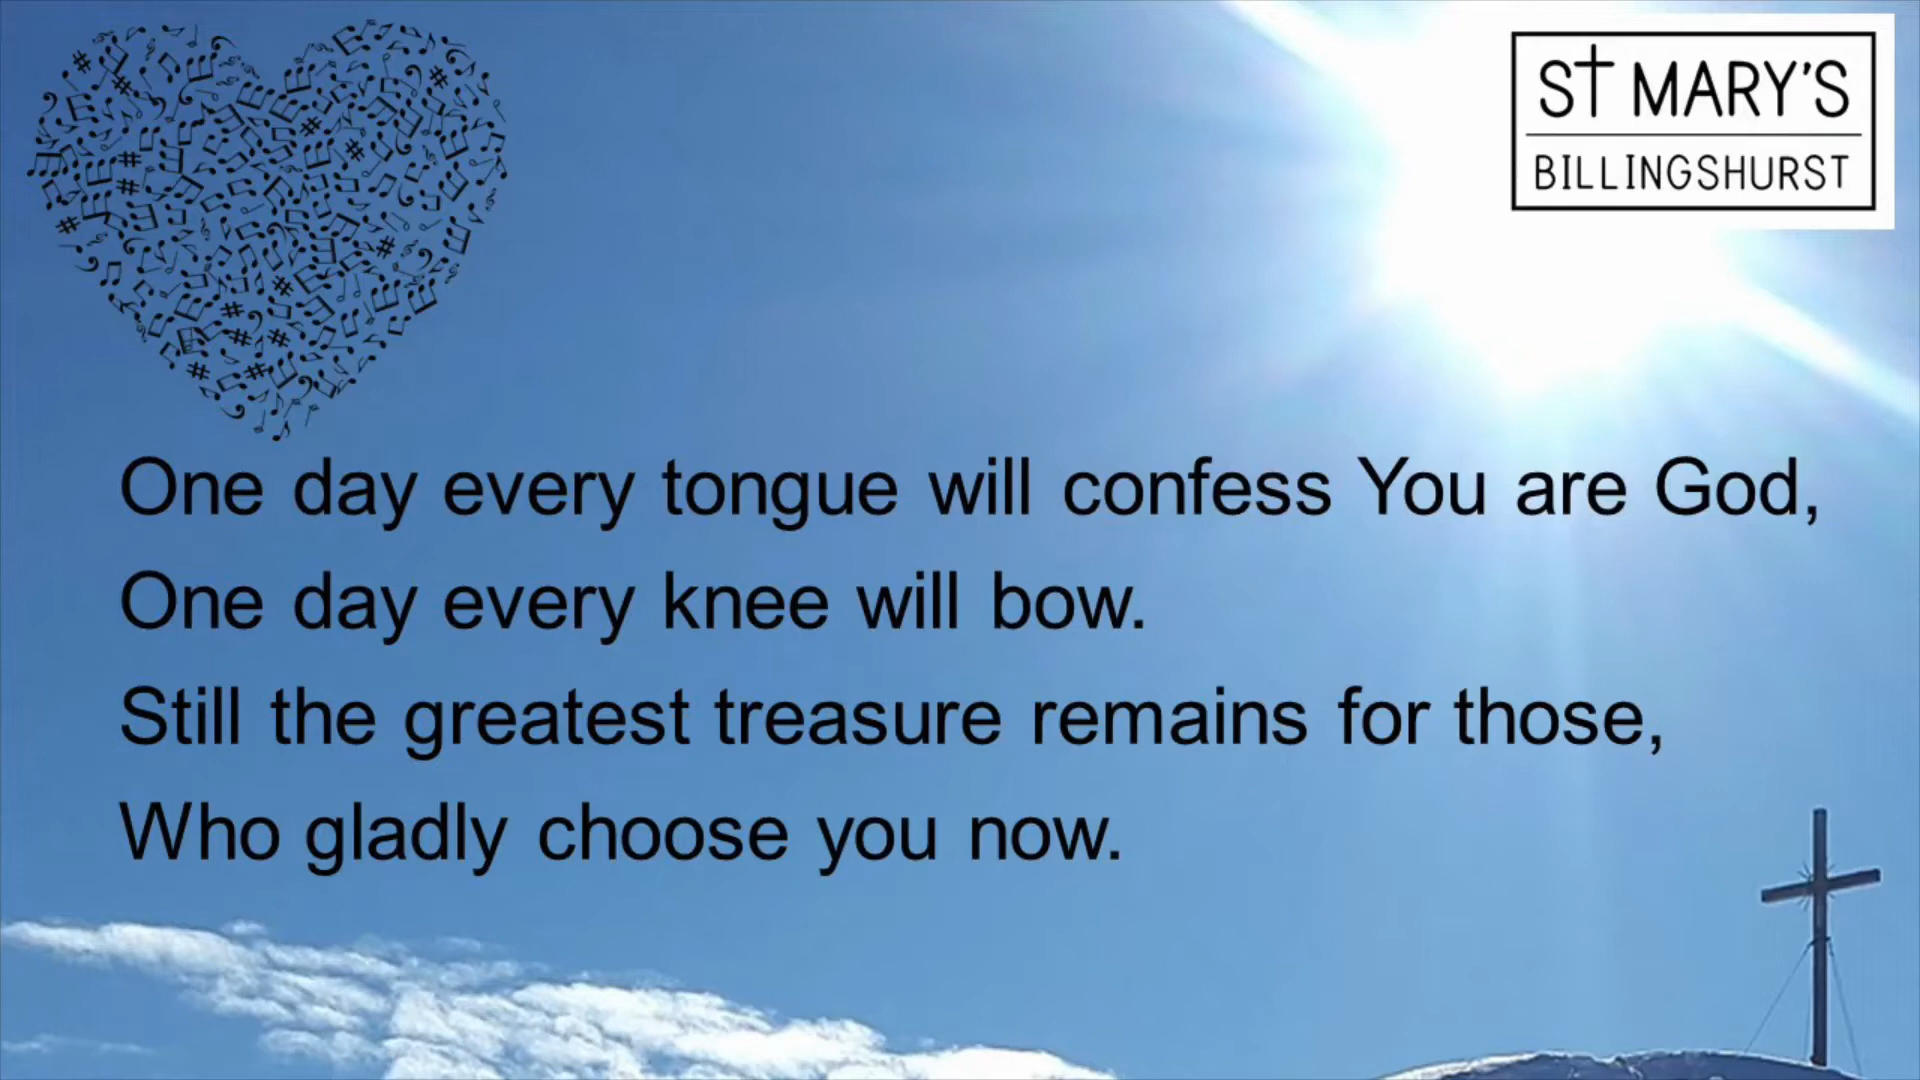 St MARY'S
BILLINGSHURST
One day every tongue will confess You are God,
One day every knee will bow.
Still the greatest treasure remains for those,
Who gladly choose you now.